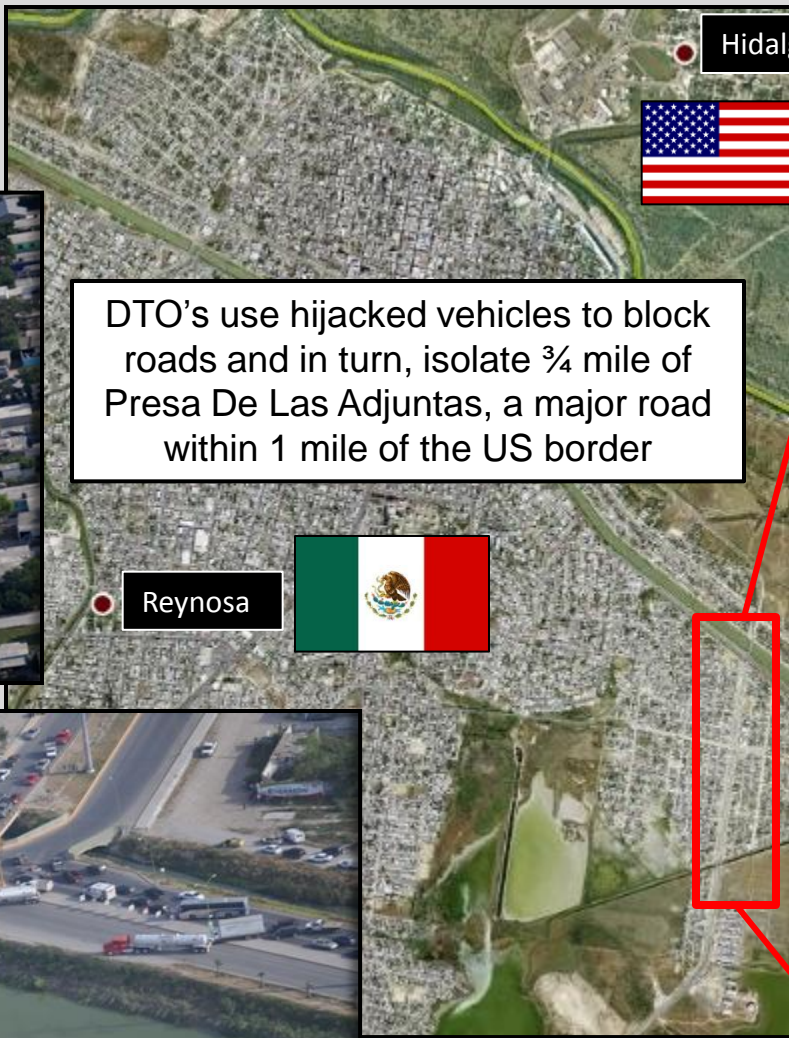 Hidal
DTO's use hijacked vehicles to block
roads and in turn, isolate ¾ mile of
Presa De Las Adjuntas, a major road
within 1 mile of the US border
Reynosa